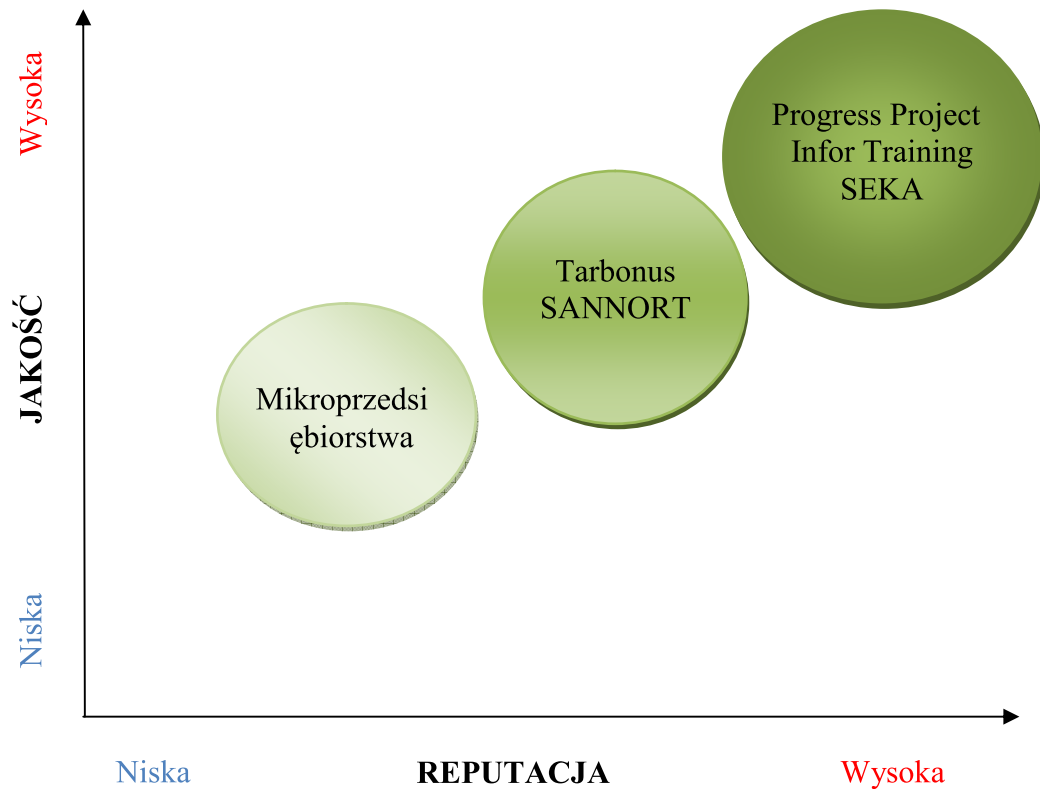 Wysoka
JAKOŚĆ
Niska
Progress Project
Infor Training
SEKA
Tarbonus
SANNORT
Mikroprzedsi
ębiorstwa
Niska
REPUTACJA
Wysoka